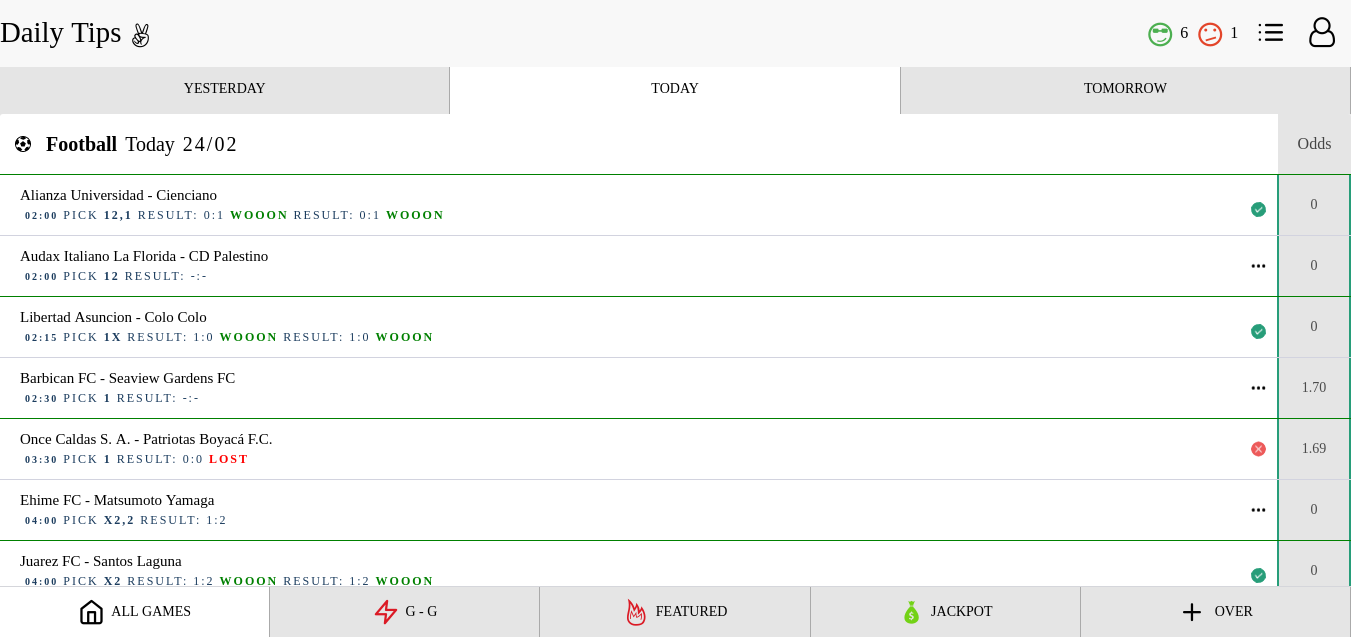 Daily Tips ✌
6 1
YESTERDAY TODAY TOMORROW
Football Today 24/02 Odds
Alianza Universidad - Cienciano
02:00 PICK 12,1 RESULT: 0:1 WOOON RESULT: 0:1 WOOON 0
Audax Italiano La Florida - CD Palestino
02:00 PICK 12 RESULT: -:- 0
Libertad Asuncion - Colo Colo
02:15 PICK 1X RESULT: 1:0 WOOON RESULT: 1:0 WOOON 0
Barbican FC - Seaview Gardens FC
02:30 PICK 1 RESULT: -:- 1.70
Once Caldas S. A. - Patriotas Boyacá F.C.
03:30 PICK 1 RESULT: 0:0 LOST 1.69
Ehime FC - Matsumoto Yamaga
04:00 PICK X2,2 RESULT: 1:2 0
Juarez FC - Santos Laguna
04:00 PICK X2 RESULT: 1:2 WOOON RESULT: 1:2 WOOON 0
ALL GAMES G - G FEATURED JACKPOT OVER